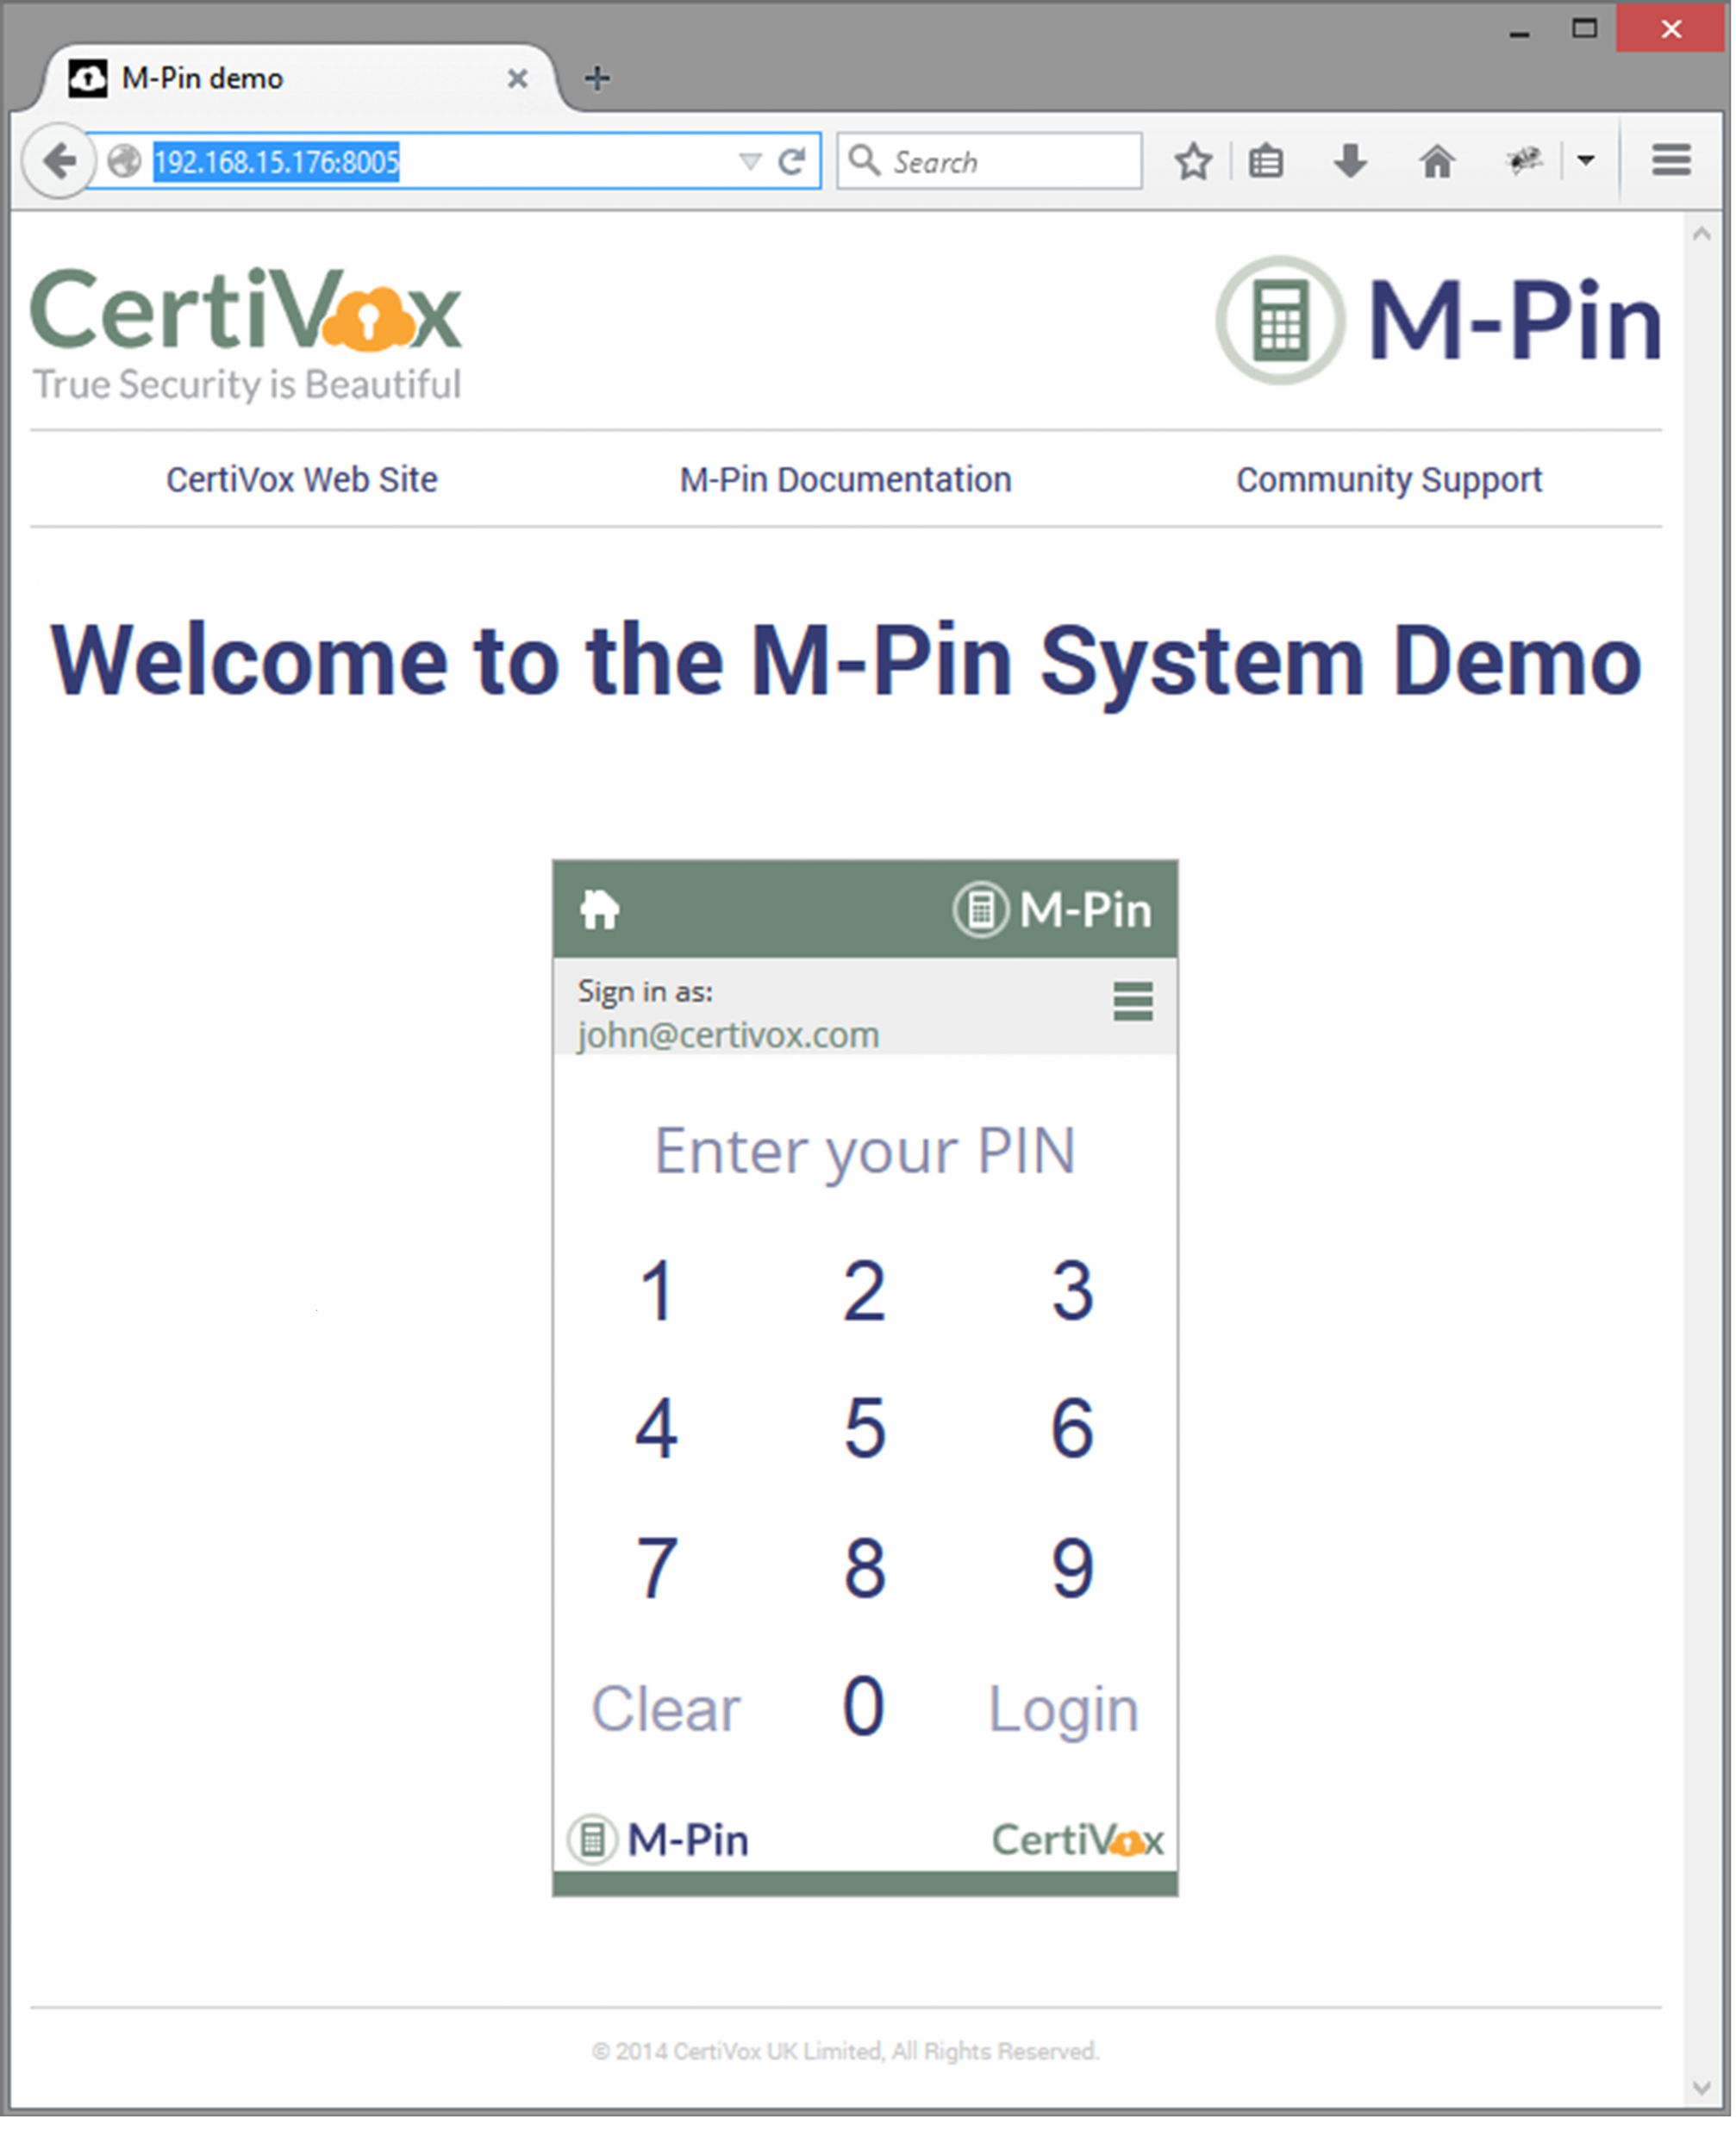 M-Pin demo
192.168.15.176:8005
Search
CertiVox
True Security is Beautiful
M-Pin
CertiVox Web Site
M-Pin Documentation
Community Support
Welcome to the M-Pin System Demo
M-Pin
Sign in as:
john@certivox.com
Enter your PIN
1 2 3
4 5 6
7 8 9
Clear 0 Login
M-Pin
CertiVox
© 2014 CertiVox UK Limited, All Rights Reserved.